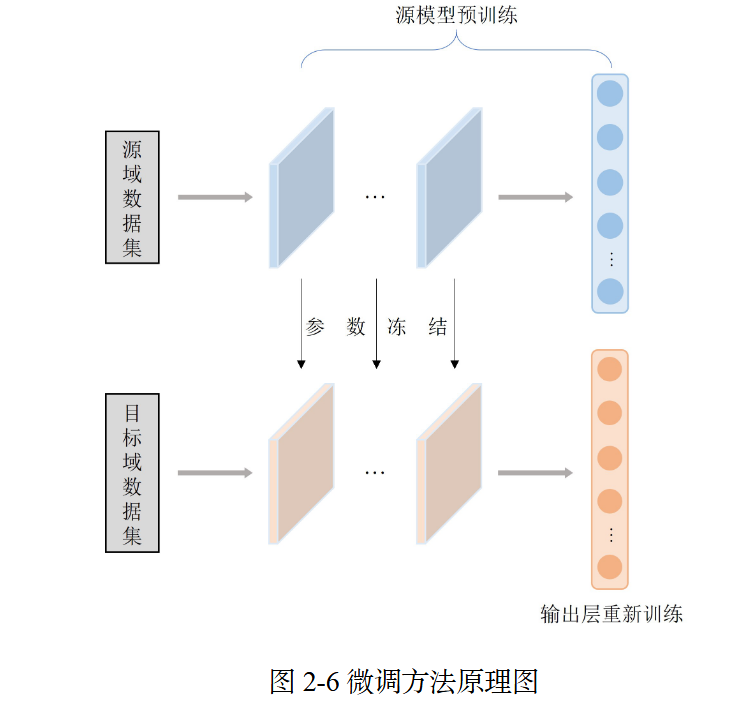 源模型预训练
源域数据集
…
⋮
参数冻结
目标域数据集
…
⋮
输出层重新训练
图 2-6 微调方法原理图